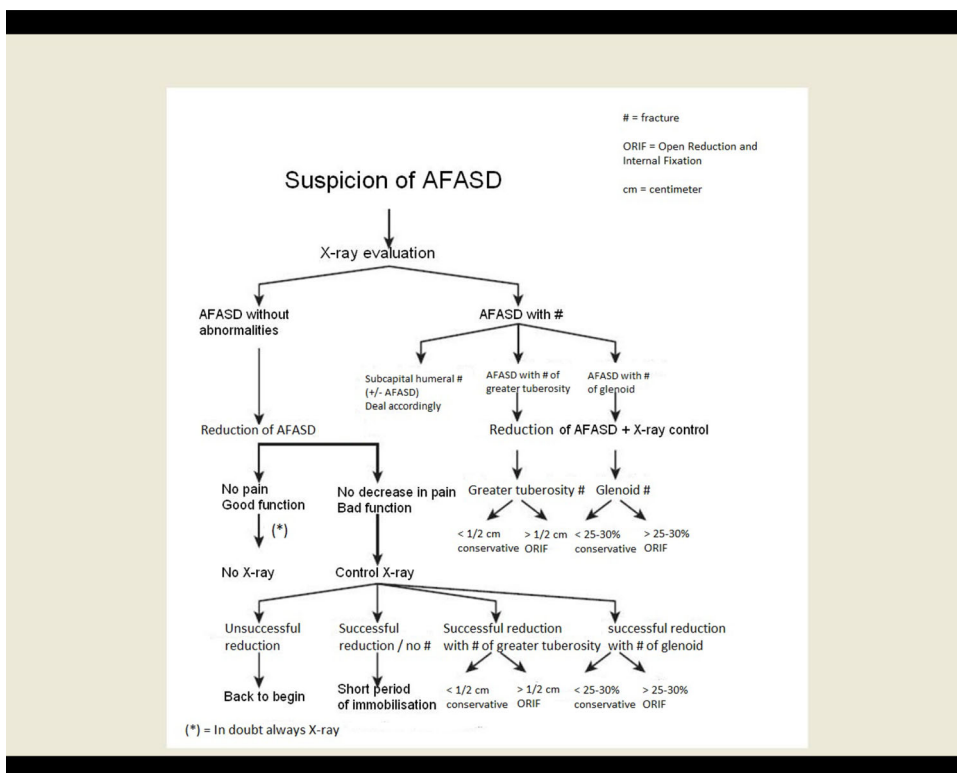 # = fracture
ORIF = Open Reduction and
Internal Fixation
cm = centimeter
Suspicion of AFASD
X-ray evaluation
AFASD without
abnormalities
AFASD with #
Subcapital humeral #
(+/- AFASD)
Deal accordingly
AFASD with # of
greater tuberosity
AFASD with #
of glenoid
Reduction of AFASD
Reduction of AFASD + X-ray control
No pain
Good function
No decrease in pain
Bad function
Greater tuberosity #
Glenoid #
(*)
< 1/2 cm
conservative
> 1/2 cm
ORIF
< 25-30%
conservative
> 25-30%
ORIF
No X-ray
Control X-ray
Unsuccessful
reduction
Successful
reduction / no #
Successful reduction
with # of greater tuberosity
successful reduction
with # of glenoid
Back to begin
Short period
of immobilisation
< 1/2 cm
conservative
> 1/2 cm
ORIF
< 25-30%
conservative
> 25-30%
ORIF
(*) = In doubt always X-ray